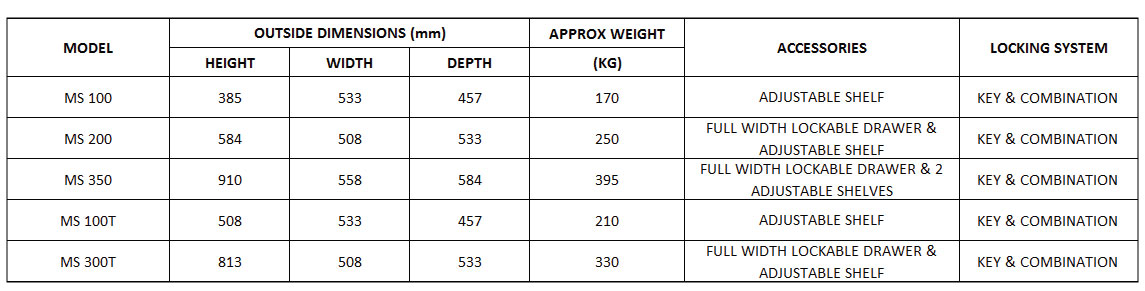 MODEL OUTSIDE DIMENSIONS (mm) APPROX WEIGHT ACCESSORIES LOCKING SYSTEM
HEIGHT WIDTH DEPTH (KG)
MS 100 385 533 457 170 ADJUSTABLE SHELF KEY & COMBINATION
MS 200 584 508 533 250 FULL WIDTH LOCKABLE DRAWER & KEY & COMBINATION
ADJUSTABLE SHELF
MS 350 910 558 584 395 FULL WIDTH LOCKABLE DRAWER & 2 KEY & COMBINATION
ADJUSTABLE SHELVES
MS 100T 508 533 457 210 ADJUSTABLE SHELF KEY & COMBINATION
MS 300T 813 508 533 330 FULL WIDTH LOCKABLE DRAWER & KEY & COMBINATION
ADJUSTABLE SHELF